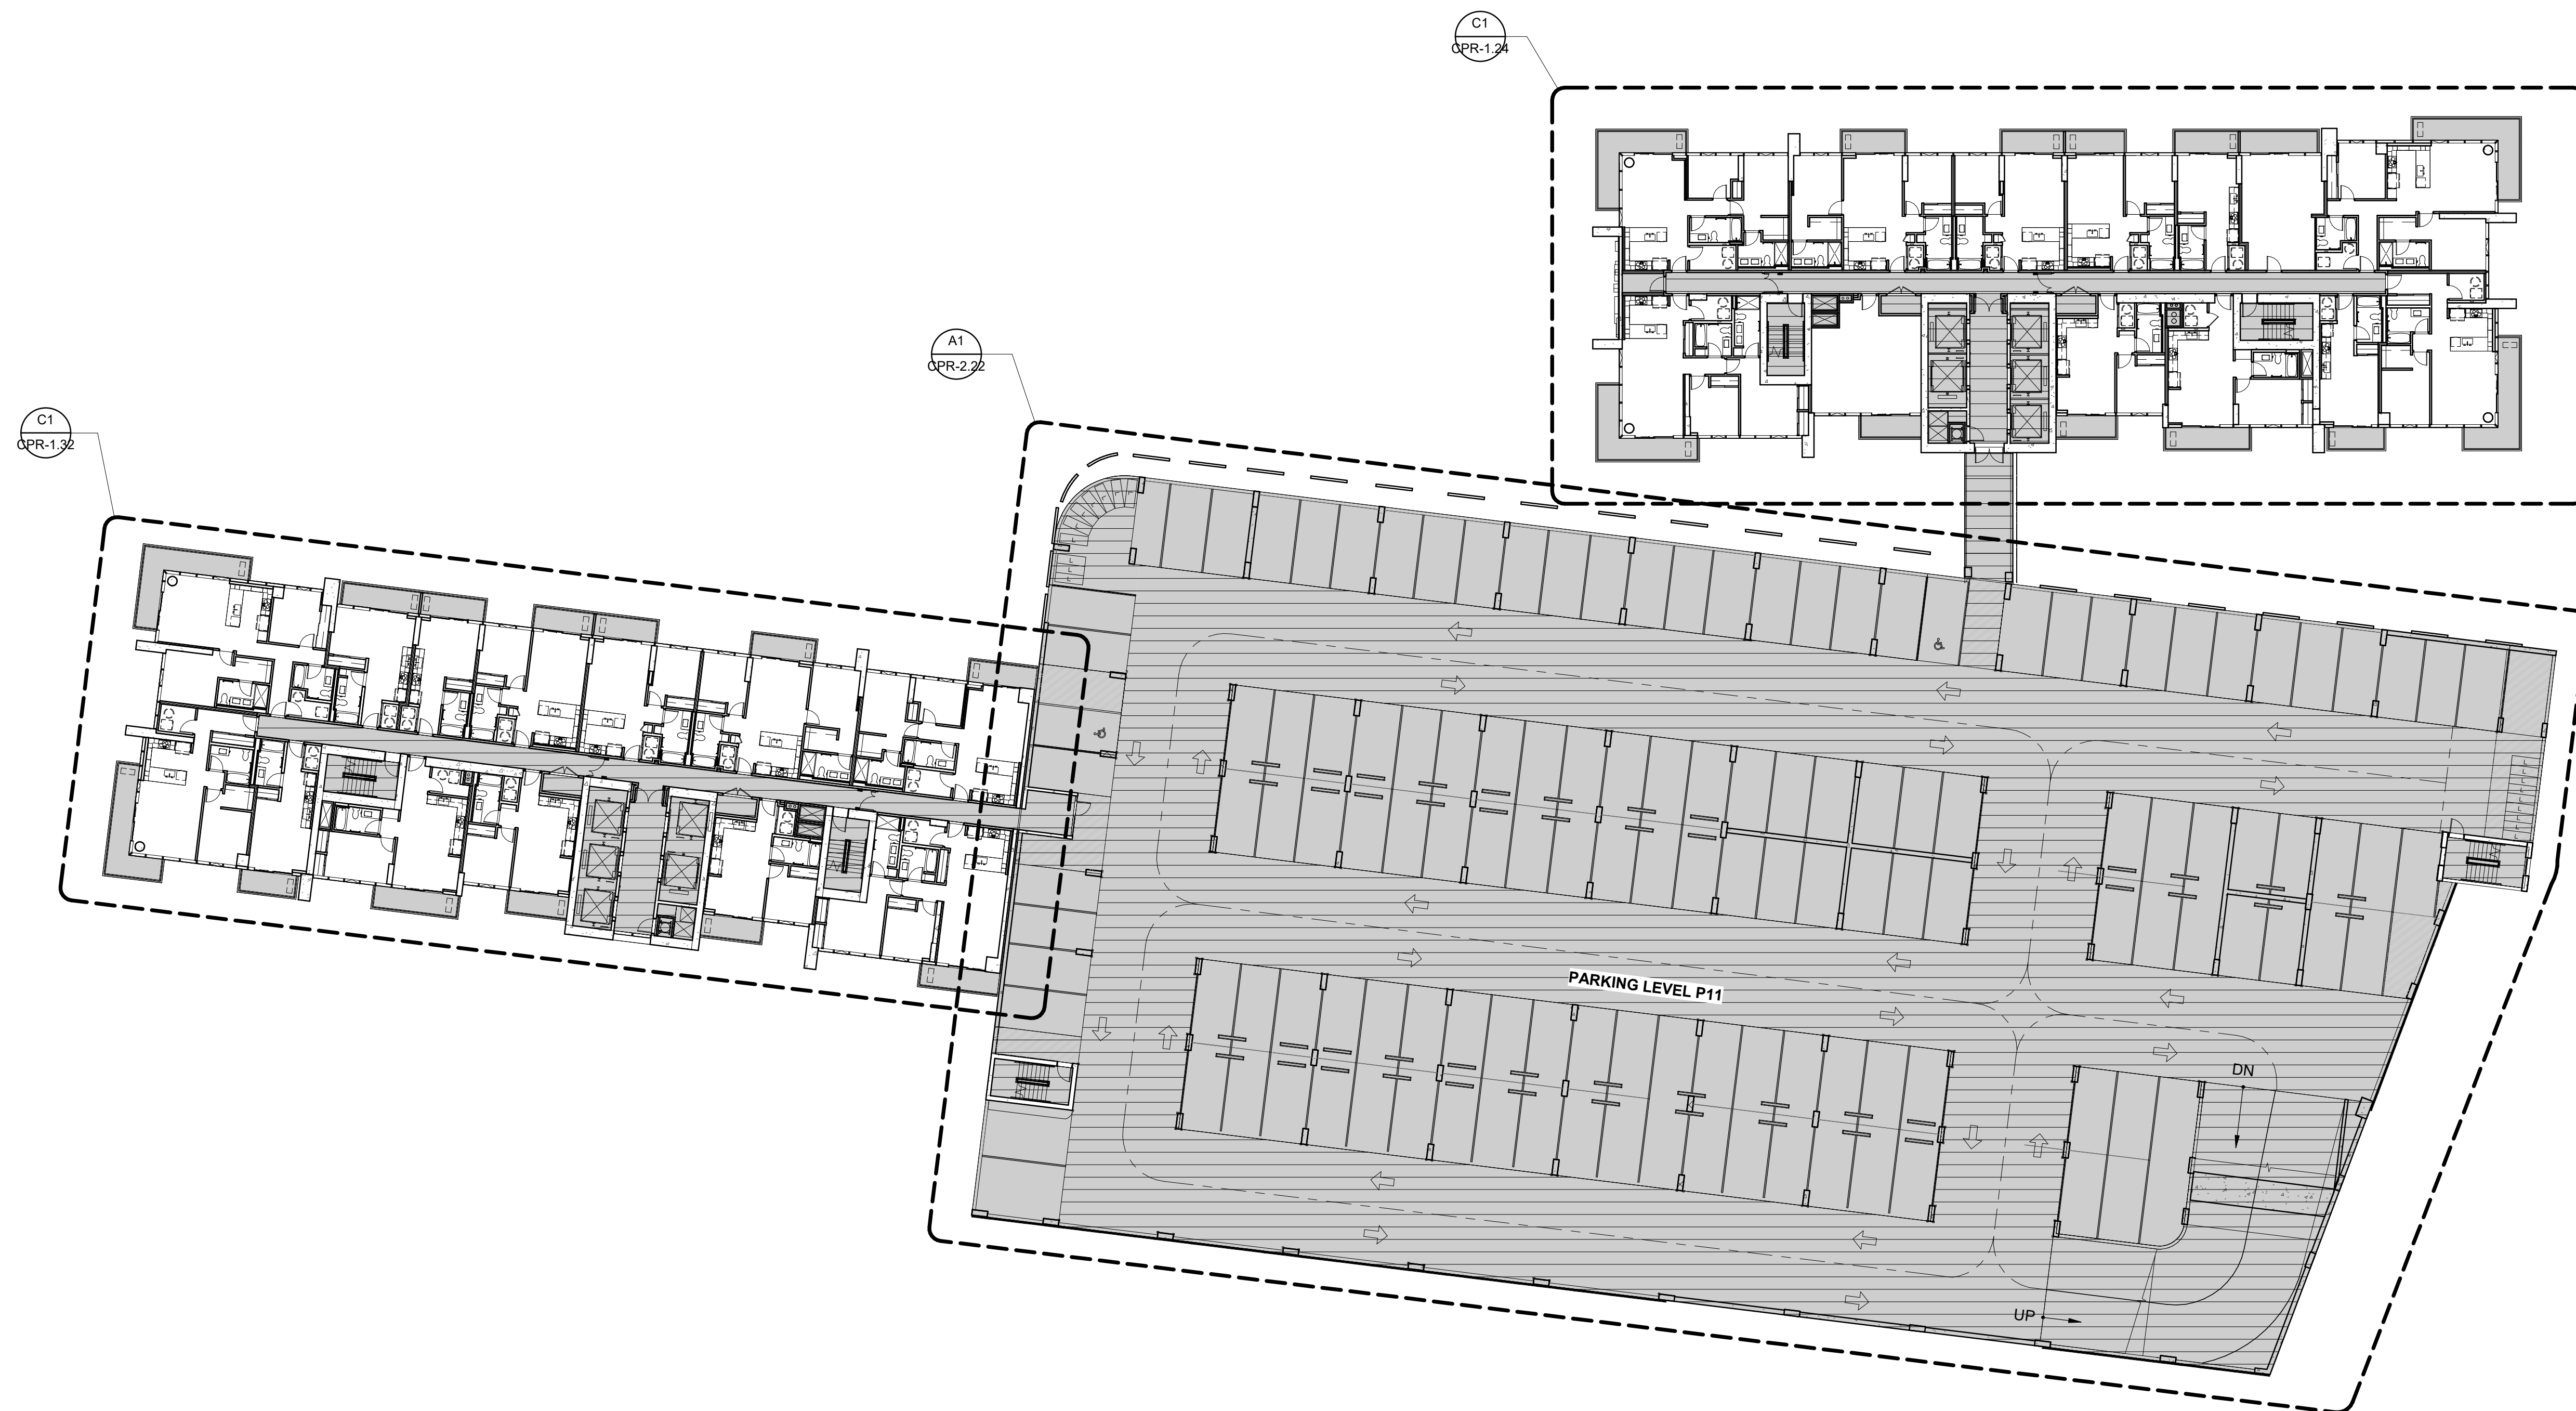 C1
CPR-1.24
A1
CPR-2.22
C1
CPR-1.32
PARKING LEVEL P11
DN
UP